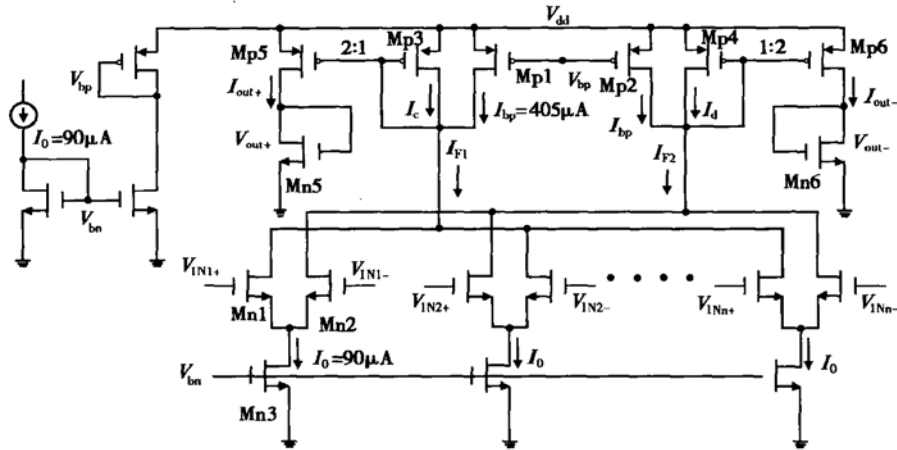 V_dd
Mp5
2:1
Mp3
Mp4
1:2
Mp6
V_bp
Mp1
V_bp
Mp2
I_out+
I_c
I_bp=405μA
I_bp
I_d
I_out-
I_0=90μA
V_out+
I_F1
I_F2
V_out-
Mn5
Mn6
V_bn
V_IN1+
V_IN1-
V_IN2+
V_IN2-
V_INn+
V_INn-
Mn1
Mn2
I_0=90μA
I_0
I_0
V_bn
Mn3